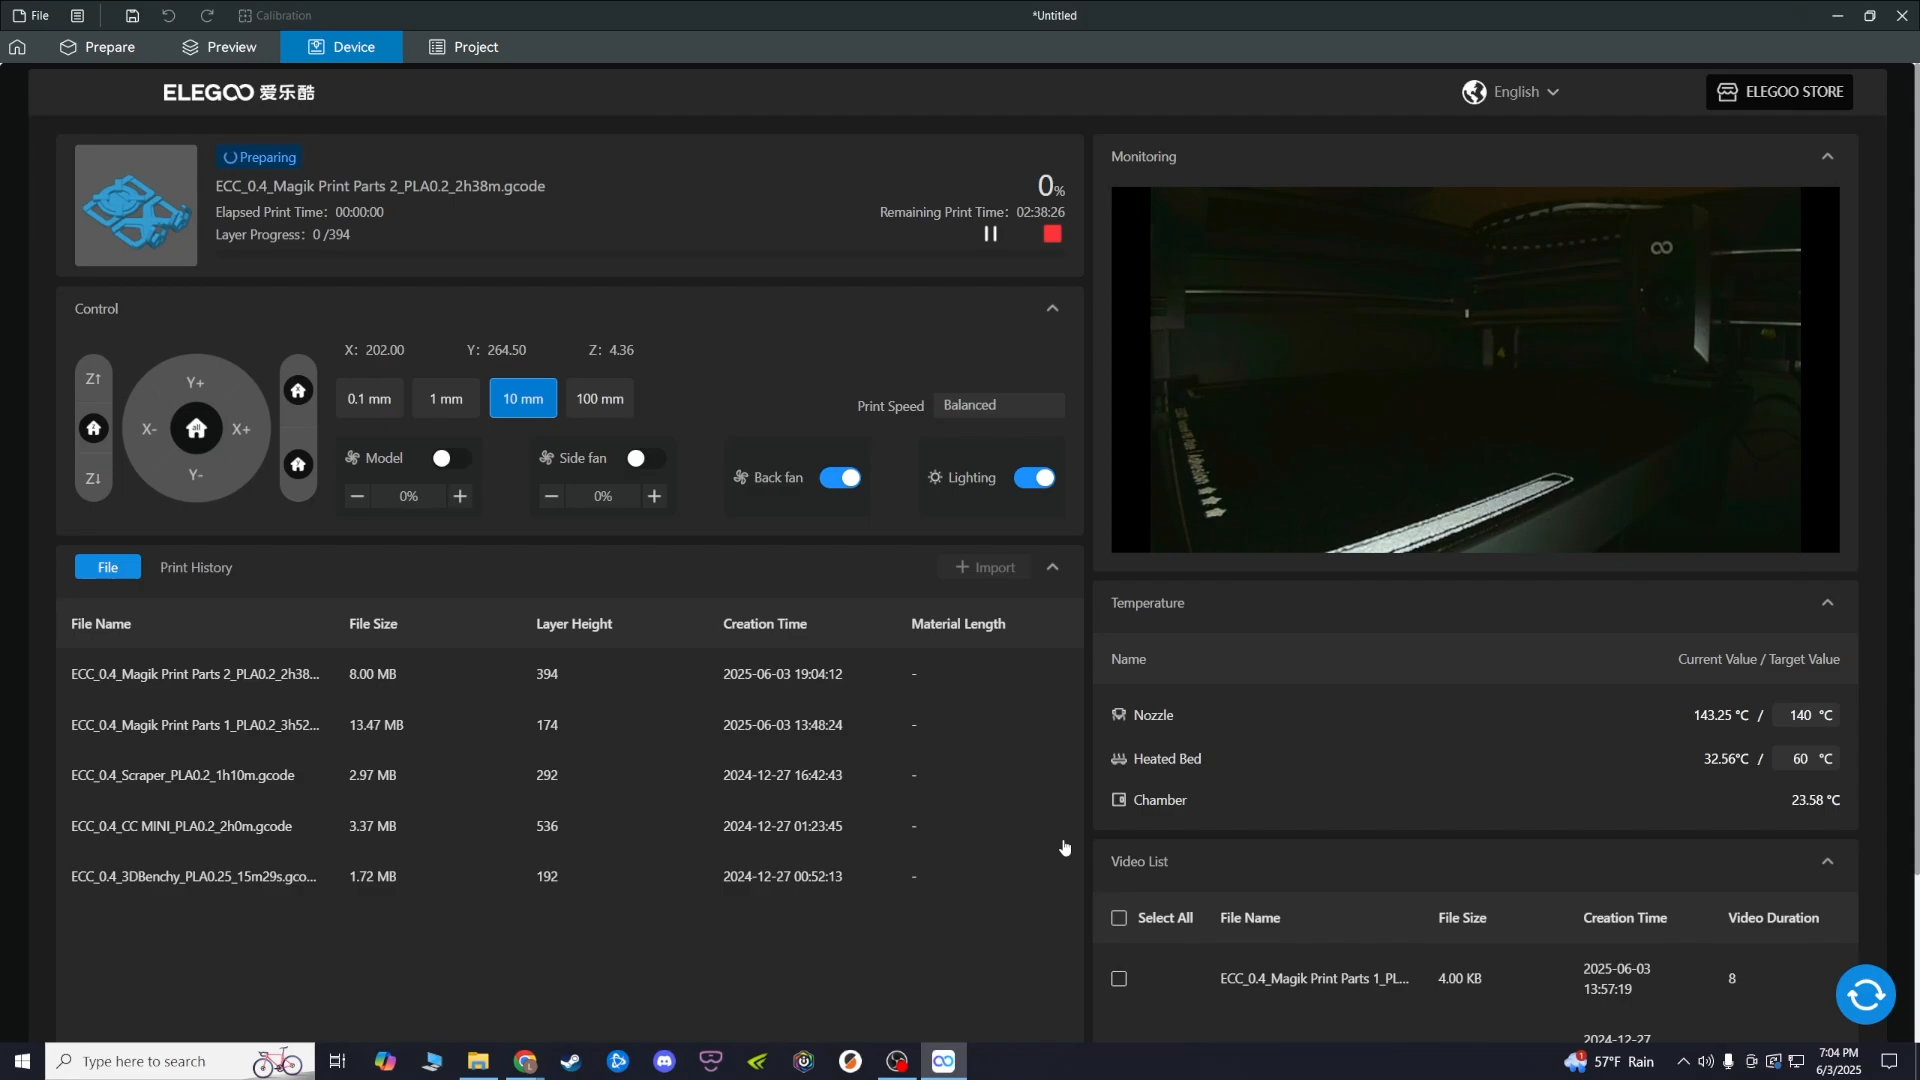 File
Calibration
*Untitled
Prepare
Preview
Device
Project
ELEGOO 爱乐酷
English
ELEGOO STORE
Preparing
ECC_0.4_Magik Print Parts 2_PLA0.2_2h38m.gcode
0%
Elapsed Print Time: 00:00:00
Remaining Print Time: 02:38:26
Layer Progress: 0 /394
Control
X: 202.00
Y: 264.50
Z: 4.36
Z↑
Z↓
Y+
X-
all
X+
Y-
0.1 mm
1 mm
10 mm
100 mm
Print Speed
Balanced
Model
0%
Side fan
0%
Back fan
Lighting
File
Print History
+ Import
File Name
File Size
Layer Height
Creation Time
Material Length
ECC_0.4_Magik Print Parts 2_PLA0.2_2h38...
8.00 MB
394
2025-06-03 19:04:12
-
ECC_0.4_Magik Print Parts 1_PLA0.2_3h52...
13.47 MB
174
2025-06-03 13:48:24
-
ECC_0.4_Scraper_PLA0.2_1h10m.gcode
2.97 MB
292
2024-12-27 16:42:43
-
ECC_0.4_CC MINI_PLA0.2_2h0m.gcode
3.37 MB
536
2024-12-27 01:23:45
-
ECC_0.4_3DBenchy_PLA0.25_15m29s.gco...
1.72 MB
192
2024-12-27 00:52:13
-
Monitoring
Temperature
Name
Current Value / Target Value
Nozzle
143.25 °C / 140 °C
Heated Bed
32.56°C / 60 °C
Chamber
23.58 °C
Video List
Select All
File Name
File Size
Creation Time
Video Duration
ECC_0.4_Magik Print Parts 1_PL...
4.00 KB
2025-06-03
13:57:19
8
2024-12-27
Type here to search
57°F Rain
7:04 PM
6/3/2025